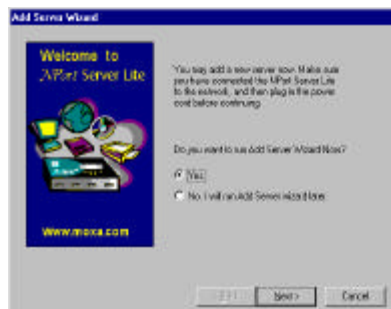 Add Server Wizard
Welcome to
NPort Server Lite
www.moxa.com
You may add a new server now. Make sure
you have connected the NPort Server Lite
to the network, and then plug in the power
cord before continuing.
Do you want to run Add Server Wizard Now?
Yes
No, I will run Add Server wizard later.
Next >
Cancel